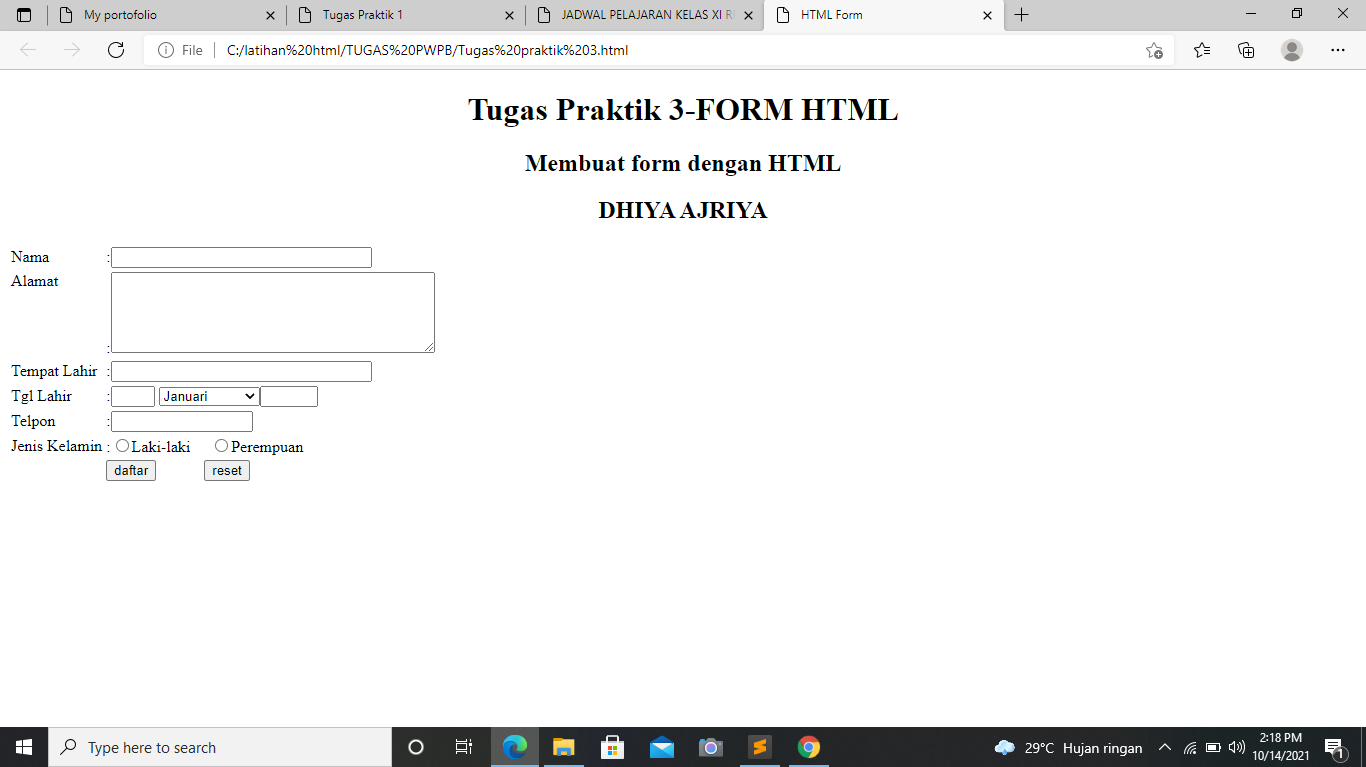 My portofolio
Tugas Praktik 1
JADWAL PELAJARAN KELAS XI R
HTML Form
File
C:/latihan%20html/TUGAS%20PWPB/Tugas%20praktik%203.html
Tugas Praktik 3-FORM HTML
Membuat form dengan HTML
DHIYA AJRIYA
Nama :
Alamat :
Tempat Lahir :
Tgl Lahir : Januari
Telpon :
Jenis Kelamin : Laki-laki Perempuan
daftar reset
Type here to search
29°C Hujan ringan
2:18 PM
10/14/2021
1